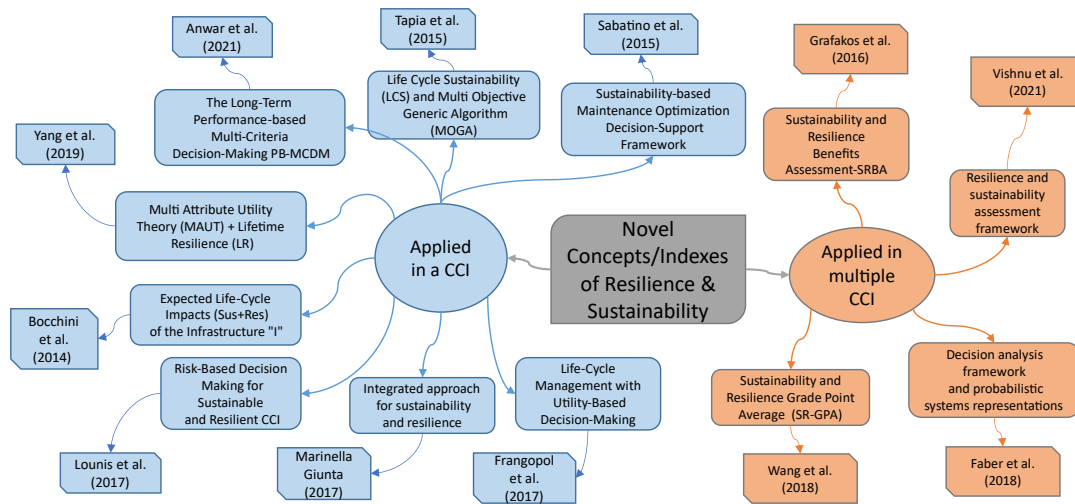 Anwar et al.
(2021)
Tapia et al.
(2015)
Sabatino et al.
(2015)
Grafakos et al.
(2016)
Vishnu et al.
(2021)
The Long-Term
Performance-based
Multi-Criteria
Decision-Making PB-MCDM
Life Cycle Sustainability
(LCS) and Multi Objective
Generic Algorithm
(MOGA)
Sustainability-based
Maintenance Optimization
Decision-Support
Framework
Sustainability and
Resilience
Benefits
Assessment-SRBA
Resilience and
sustainability
assessment
framework
Yang et al.
(2019)
Multi Attribute Utility
Theory (MAUT) + Lifetime
Resilience (LR)
Applied
in a CCI
Novel
Concepts/Indexes
of Resilience &
Sustainability
Applied in
multiple
CCI
Expected Life-Cycle
Impacts (Sus+Res)
of the Infrastructure "I"
Bocchini
et al.
(2014)
Risk-Based Decision
Making for
Sustainable
and Resilient CCI
Integrated approach
for sustainability
and resilience
Life-Cycle
Management with
Utility-Based
Decision-Making
Sustainability and
Resilience Grade Point
Average (SR-GPA)
Decision analysis
framework
and probabilistic
systems representations
Lounis et al.
(2017)
Marinella
Giunta
(2017)
Frangopol
et al.
(2017)
Wang et al.
(2018)
Faber et al.
(2018)